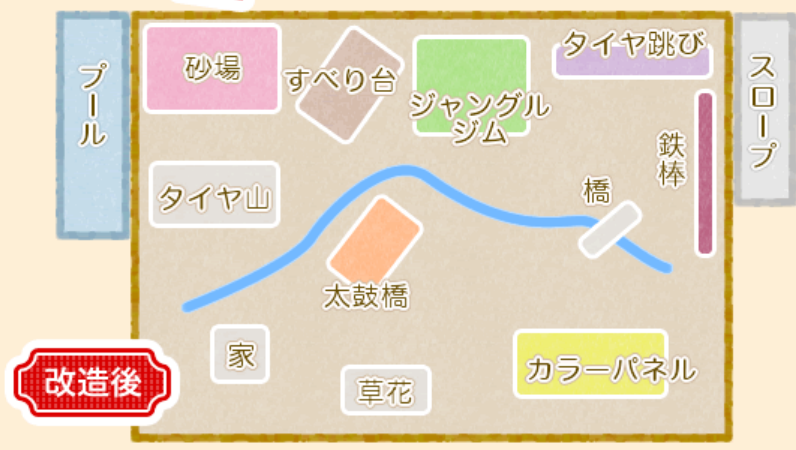 プール
砂場
すべり台
ジャングル
ジム
タイヤ跳び
スロープ
鉄棒
タイヤ山
橋
太鼓橋
家
草花
カラーパネル
改造後